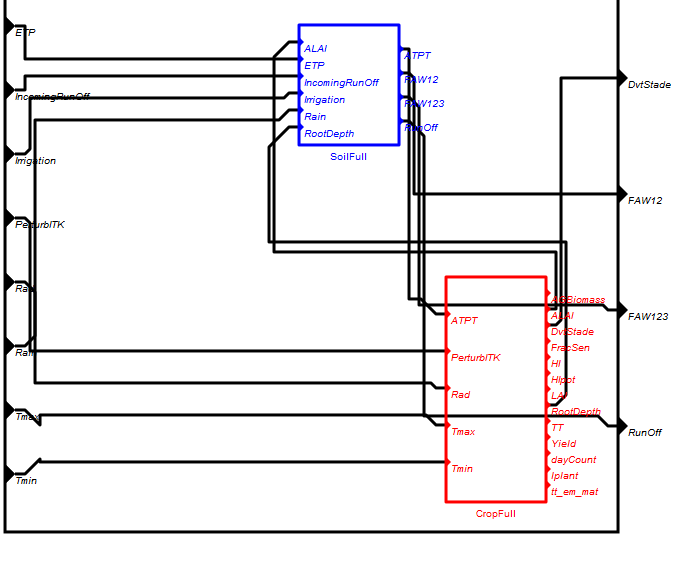 ETP
IncomingRunOff
Irrigation
PerturbITK
Rad
Rain
Tmax
Tmin
ALAI
ETP
IncomingRunOff
Irrigation
Rain
RootDepth
ATPT
FAW12
FAW123
RunOff
SoilFull
ATPT
PerturbITK
Rad
Tmax
Tmin
AGBiomass
ALAI
DvtStade
FracSen
HI
HIpot
LAI
RootDepth
TT
Yield
dayCount
Iplant
tt_em_mat
CropFull
DvtStade
FAW12
FAW123
RunOff